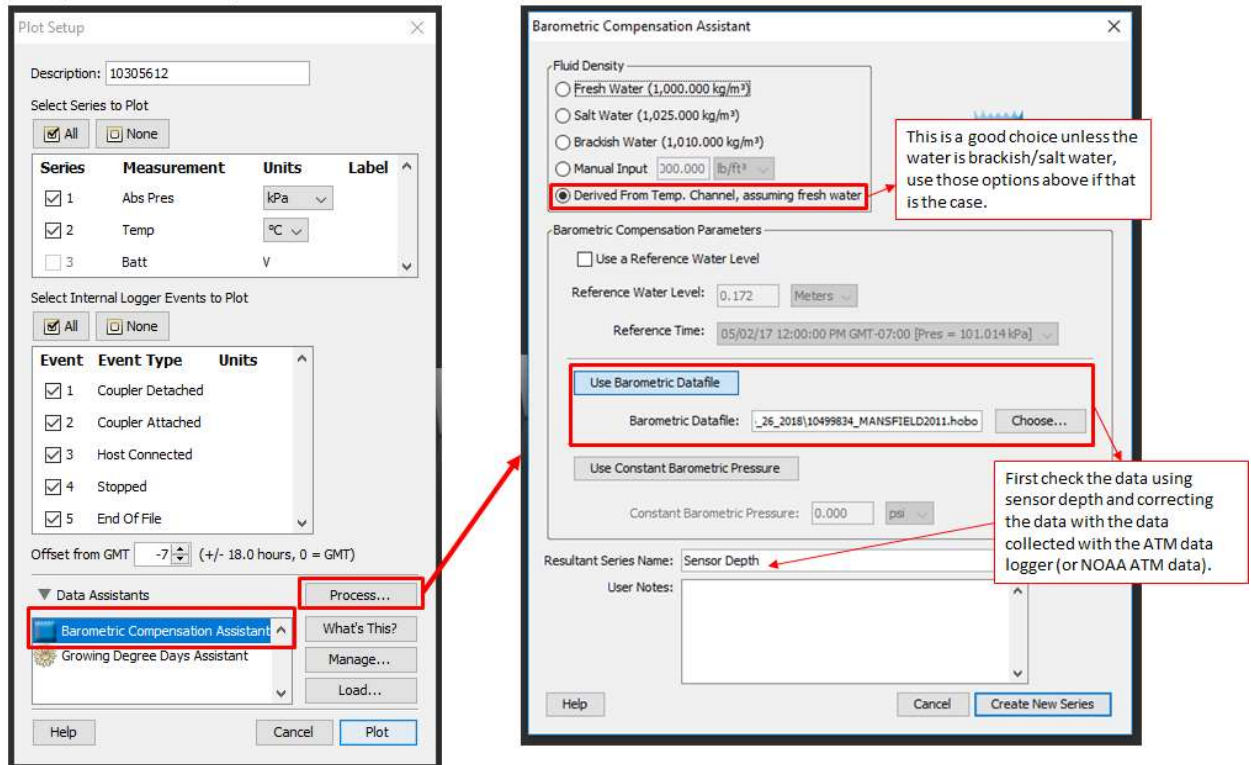 Plot Setup
Description: 10305612
Select Series to Plot
All None
Series Measurement Units Label
1 Abs Pres kPa
2 Temp °C
3 Batt V
Select Internal Logger Events to Plot
All None
Event Event Type Units
1 Coupler Detached
2 Coupler Attached
3 Host Connected
4 Stopped
5 End Of File
Offset from GMT -7 (+/- 18.0 hours, 0 = GMT)
Data Assistants
Process...
Barometric Compensation Assistant
Growing Degree Days Assistant
What's This?
Manage...
Load...
Help Cancel Plot
Barometric Compensation Assistant
Fluid Density
Fresh Water (1,000.000 kg/m³)
Salt Water (1,025.000 kg/m³)
Brackish Water (1,010.000 kg/m³)
Manual Input 000.000 lb/ft³
Derived From Temp. Channel, assuming fresh water
This is a good choice unless the
water is brackish/salt water,
use those options above if that
is the case.
Barometric Compensation Parameters
Use a Reference Water Level
Reference Water Level: 0.172 Meters
Reference Time: 05/02/17 12:00:00 PM GMT-07:00 [Pres = 101.014 kPa]
Use Barometric Datafile
Barometric Datafile: _26_2018\10499834_MANSFIELD2011.hobo Choose...
Use Constant Barometric Pressure
Constant Barometric Pressure: 0.000 psi
First check the data using
sensor depth and correcting
the data with the data
collected with the ATM data
logger (or NOAA ATM data).
Resultant Series Name: Sensor Depth
User Notes:
Help Cancel Create New Series